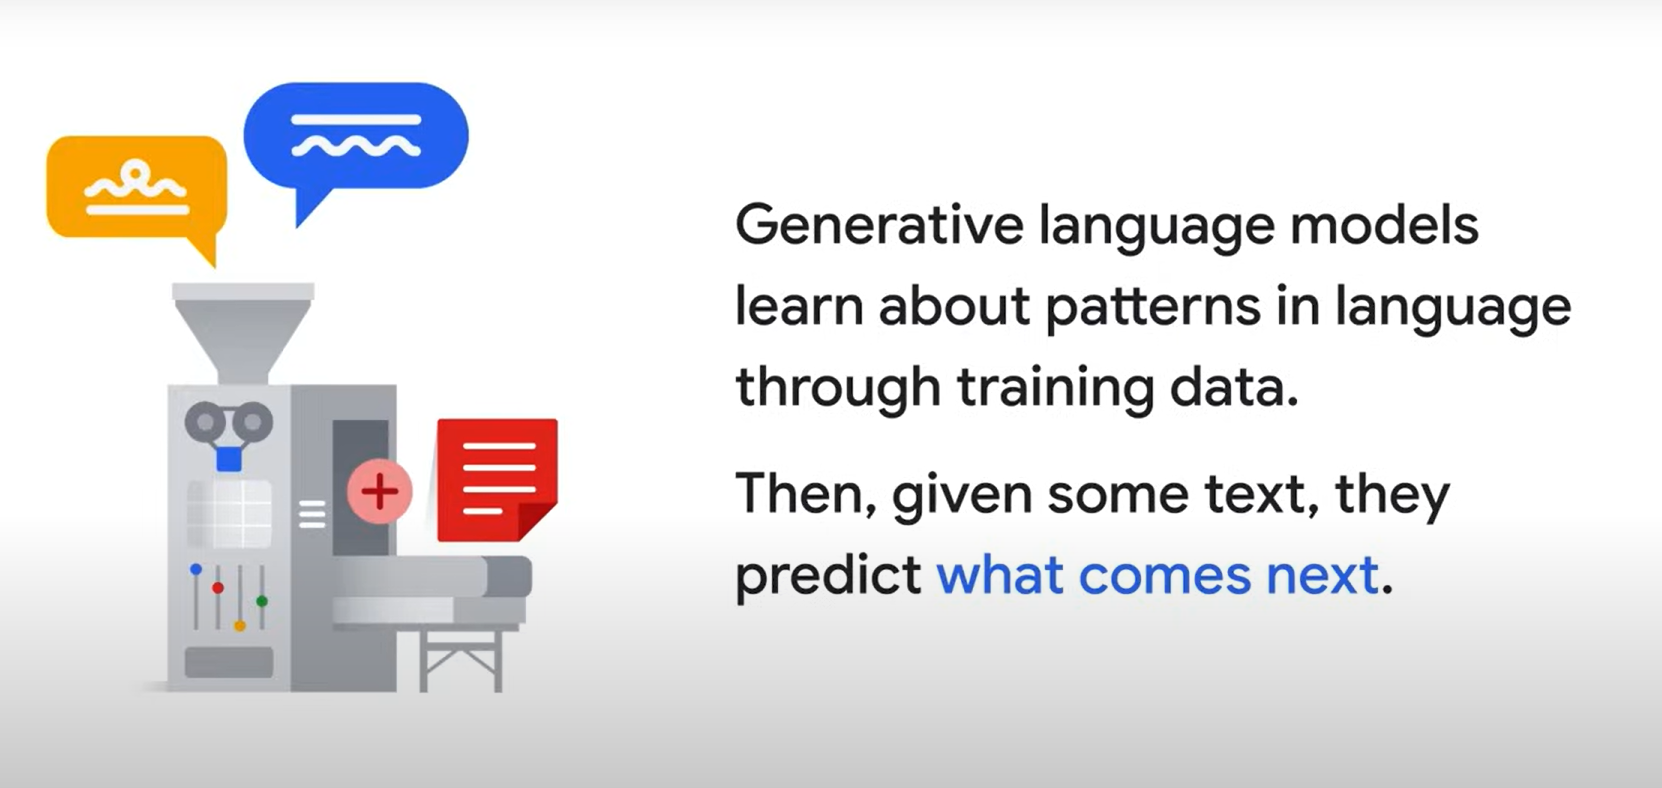 Generative language models
learn about patterns in language
through training data.
Then, given some text, they
predict what comes next.